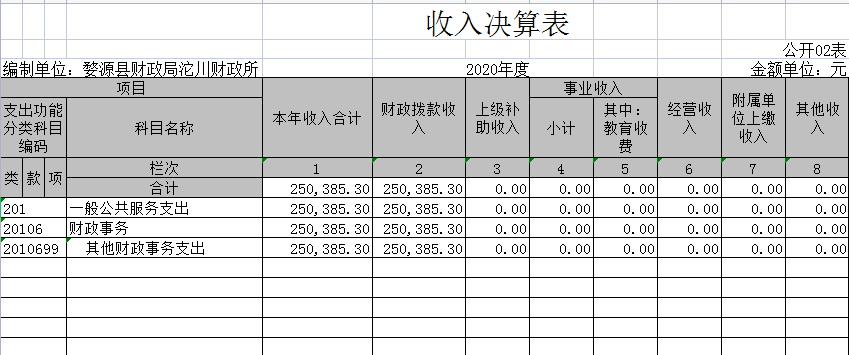 收入决算表
公开02表
编制单位：婺源县财政局沱川财政所 2020年度 金额单位：元
项目 本年收入合计 财政拨款收入 上级补助收入 事业收入 经营收入 附属单位上缴收入 其他收入
支出功能分类科目编码 科目名称 小计 其中：教育收费
类 款 项 栏次 1 2 3 4 5 6 7 8
合计 250,385.30 250,385.30 0.00 0.00 0.00 0.00 0.00 0.00
201 一般公共服务支出 250,385.30 250,385.30 0.00 0.00 0.00 0.00 0.00 0.00
20106 财政事务 250,385.30 250,385.30 0.00 0.00 0.00 0.00 0.00 0.00
2010699 其他财政事务支出 250,385.30 250,385.30 0.00 0.00 0.00 0.00 0.00 0.00